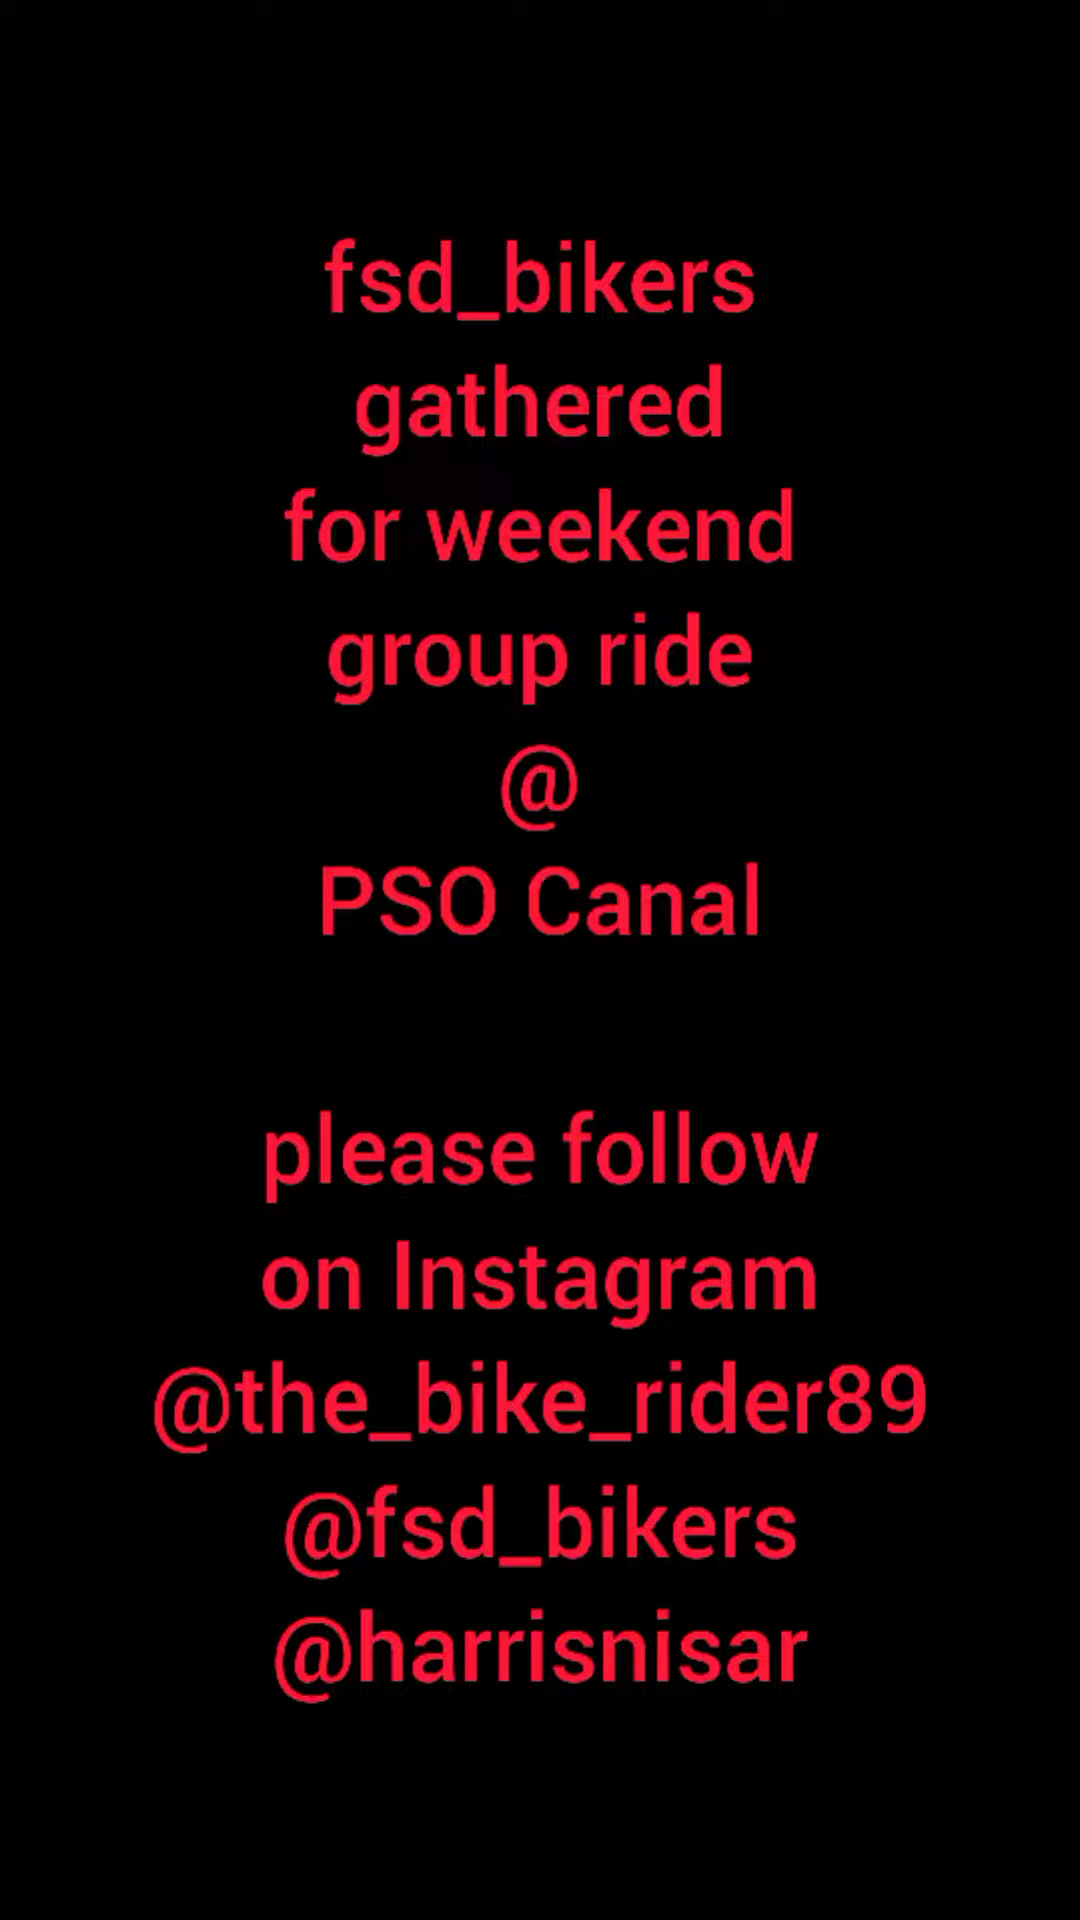 fsd_bikers
gathered
for weekend
group ride
@
PSO Canal
please follow
on Instagram
@the_bike_rider89
@fsd_bikers
@harrisnisar